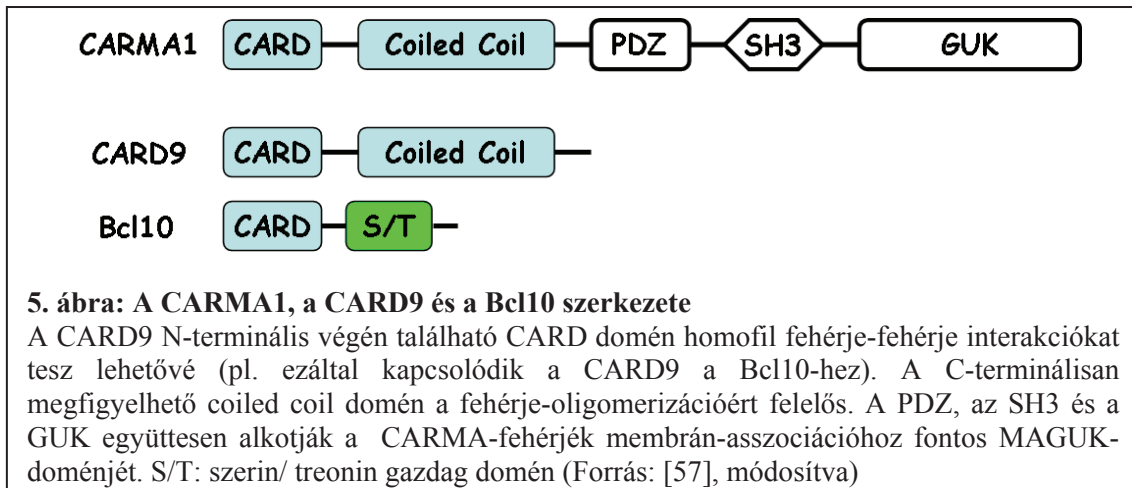 CARMA1 CARD Coiled Coil PDZ SH3 GUK
CARD9 CARD Coiled Coil
Bcl10 CARD S/T
5. ábra: A CARMA1, a CARD9 és a Bcl10 szerkezete
A CARD9 N-terminális végén található CARD domén homofil fehérje-fehérje interakciókat
tesz lehetővé (pl. ezáltal kapcsolódik a CARD9 a Bcl10-hez). A C-terminálisan
megfigyelhető coiled coil domén a fehérje-oligomerizációért felelős. A PDZ, az SH3 és a
GUK együttesen alkotják a CARMA-fehérjék membrán-asszociációhoz fontos MAGUK-
doménjét. S/T: szerin/ treonin gazdag domén (Forrás: [57], módosítva)